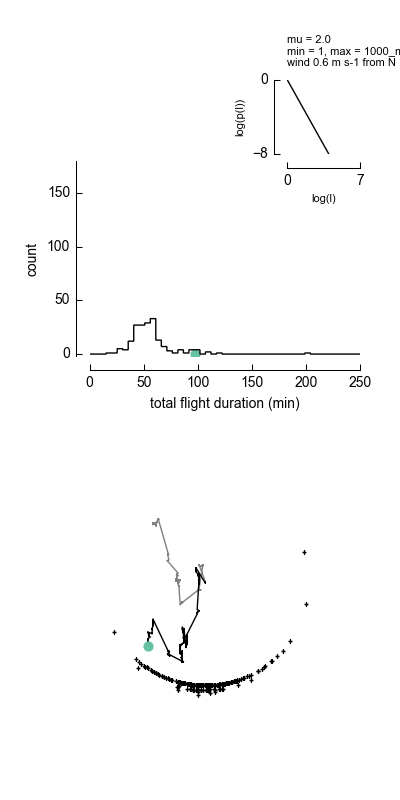 mu = 2.0
min = 1, max = 1000_m
wind 0.6 m s-1 from N
0
−8
log(p(l))
0 7
log(l)
150
100
50
0
count
0 50 100 150 200 250
total flight duration (min)